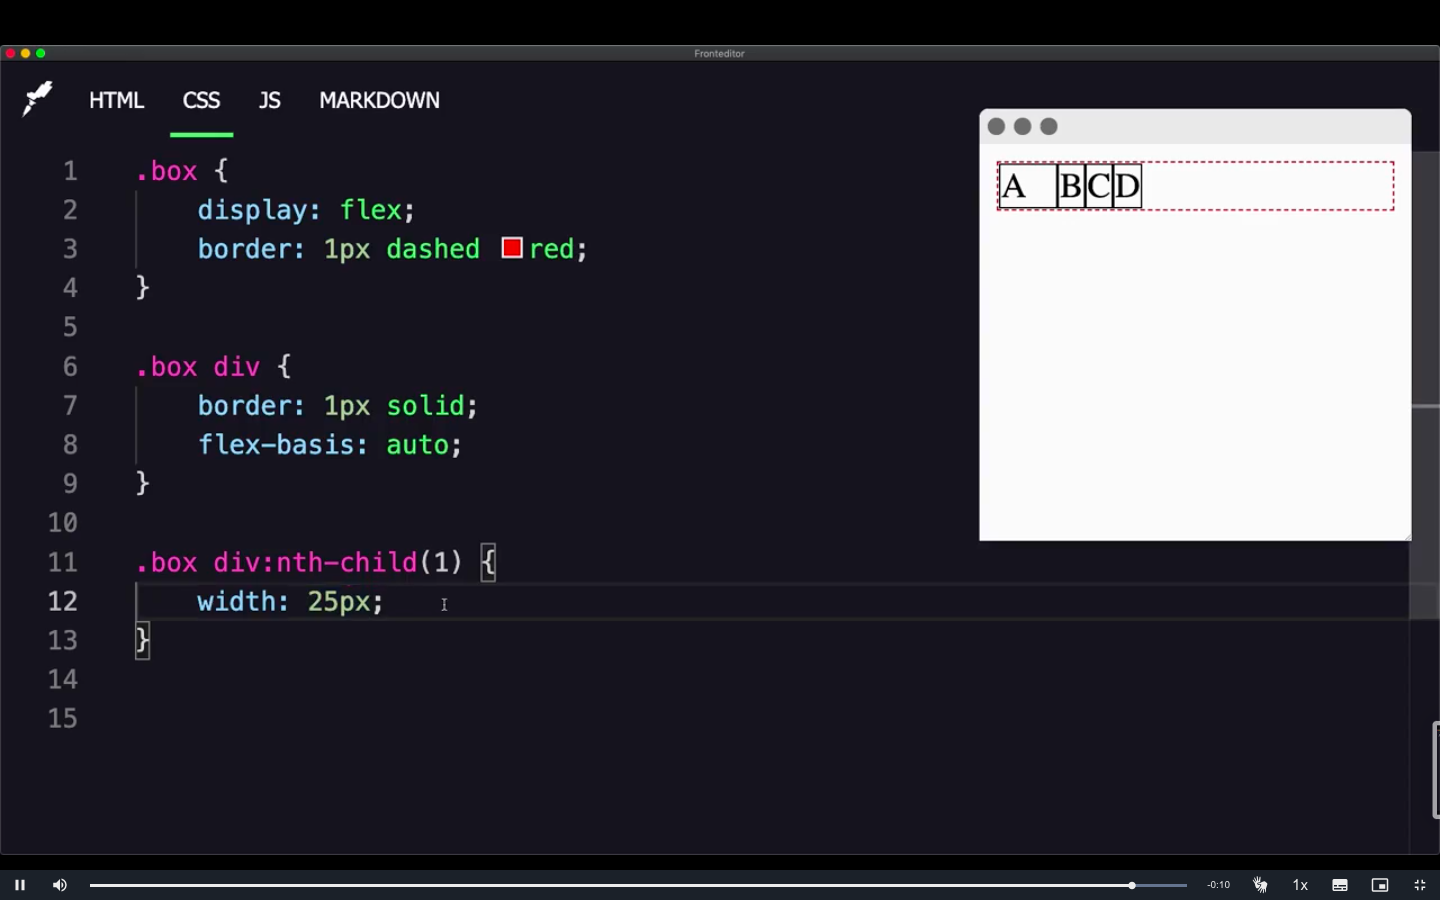 Fronteditor
HTML CSS JS MARKDOWN
1 .box {
2 display: flex;
3 border: 1px dashed red;
4 }
5
6 .box div {
7 border: 1px solid;
8 flex-basis: auto;
9 }
10
11 .box div:nth-child(1) {
12 width: 25px;
13 }
14
15
A B C D
-0:10 1x